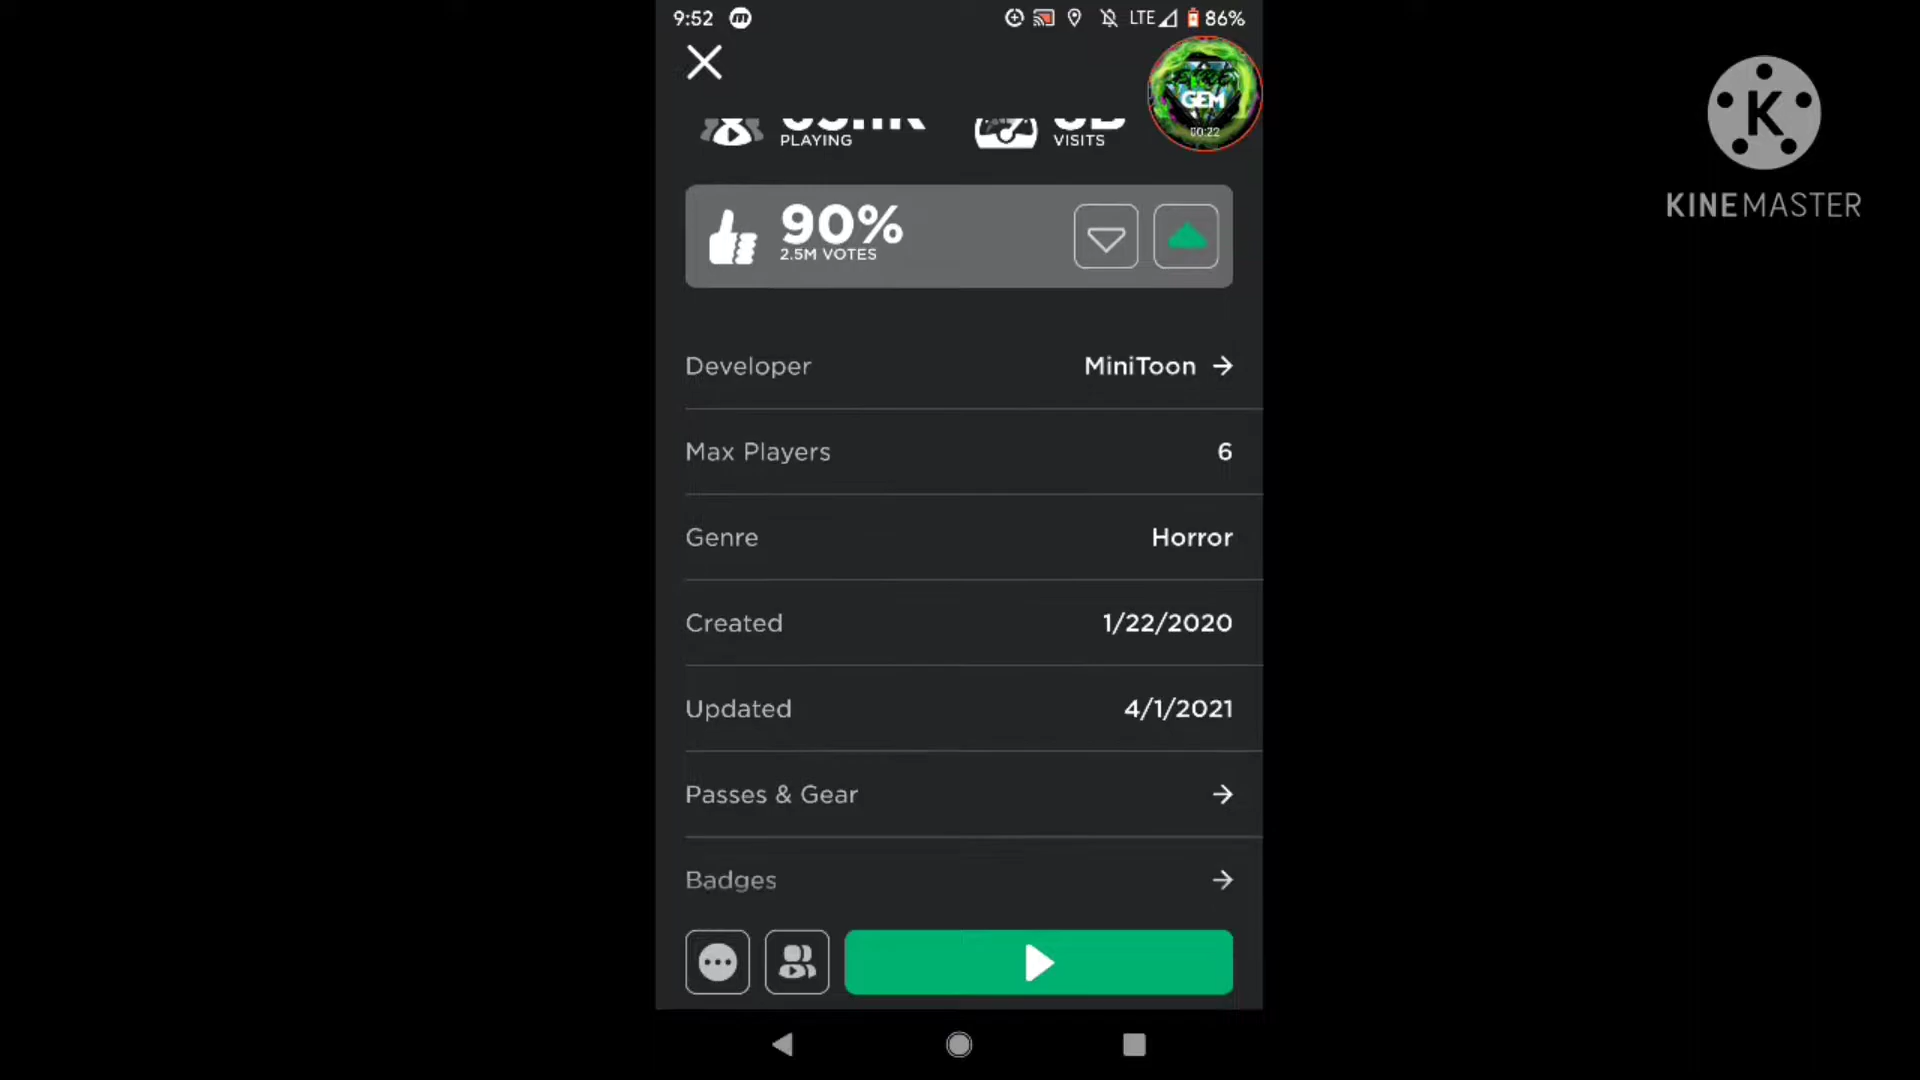 9:52 LTE 86%
PLAYING
VISITS
GEM
00:22
90%
2.5M VOTES
Developer MiniToon
Max Players 6
Genre Horror
Created 1/22/2020
Updated 4/1/2021
Passes & Gear
Badges
K
KINEMASTER